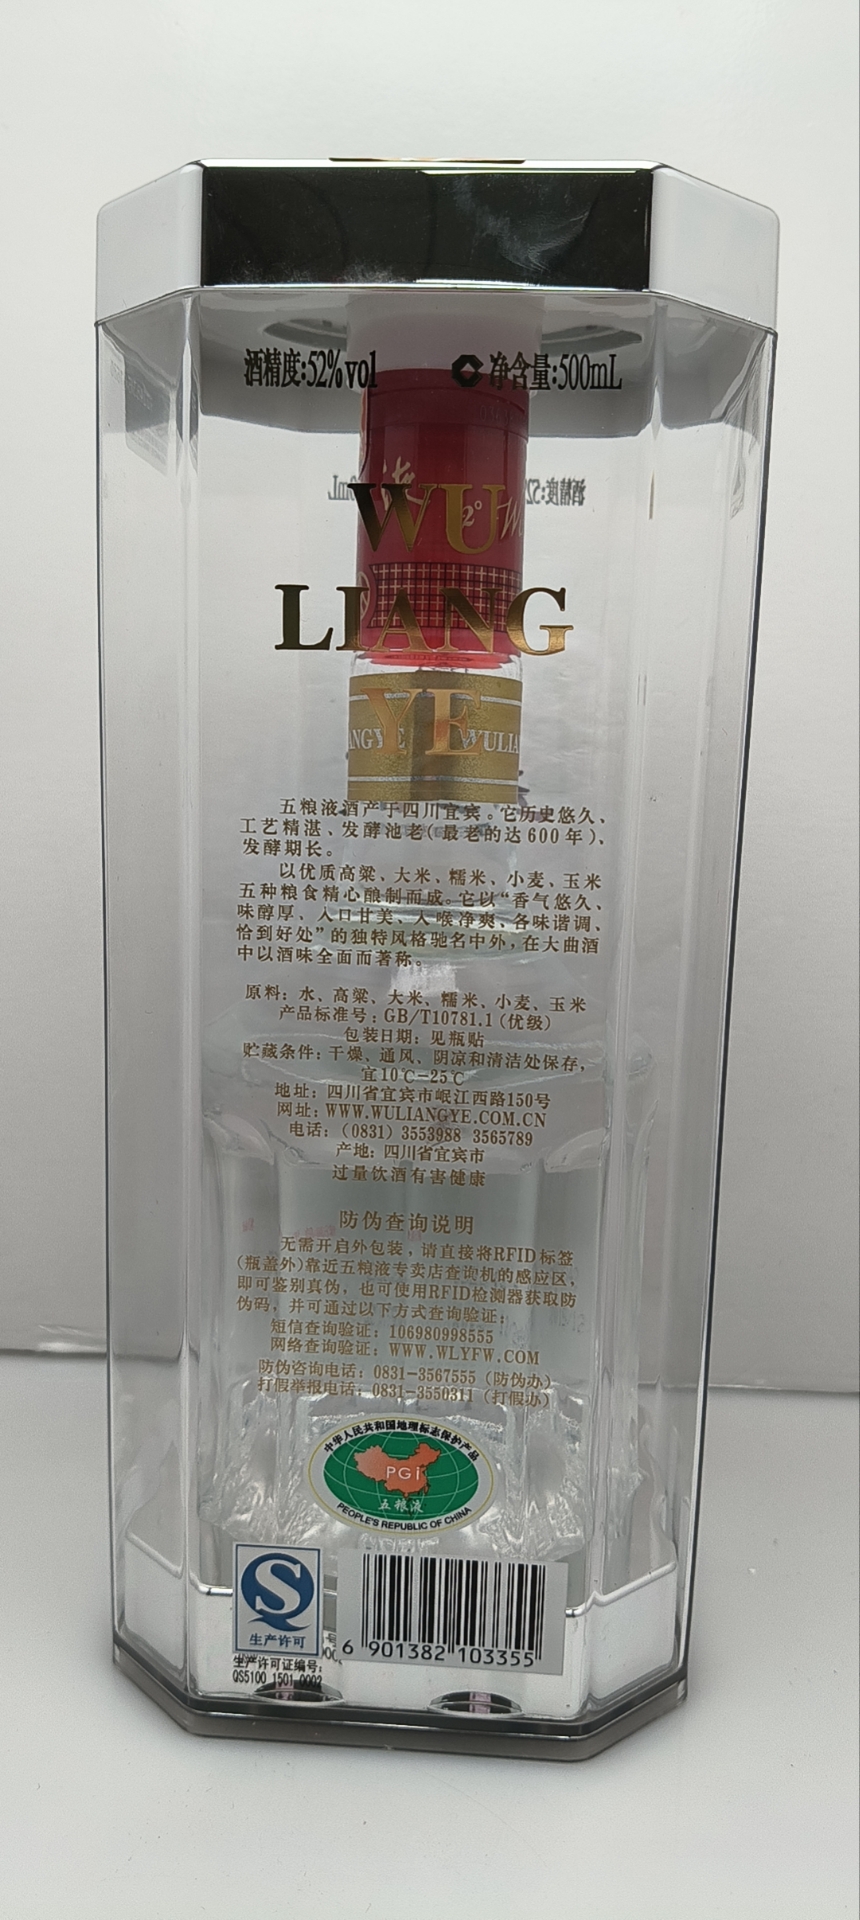 酒精度:52%vol 净含量:500mL
WU
LIANG
YE
五粮液酒产于四川宜宾。它历史悠久、
工艺精湛、发酵池老(最老的达600年)、
发酵期长。
以优质高粱、大米、糯米、小麦、玉米
五种粮食精心酿制而成。它以“香气悠久、
味醇厚、入口甘美、入喉净爽、各味谐调、
恰到好处”的独特风格驰名中外,在大曲酒
中以酒味全面而著称。
原料: 水、高粱、大米、糯米、小麦、玉米
产品标准号: GB/T10781.1(优级)
包装日期: 见瓶贴
贮藏条件: 干燥、通风、阴凉和清洁处保存,
宜10℃—25℃
地址: 四川省宜宾市岷江西路150号
网址: WWW.WULIANGYE.COM.CN
电话: (0831) 3553988 3565789
产地: 四川省宜宾市
过量饮酒有害健康
防伪查询说明
无需开启外包装, 请直接将RFID标签
(瓶盖外)靠近五粮液专卖店查询机的感应区,
即可鉴别真伪, 也可使用RFID检测器获取防
伪码, 并可通过以下方式查询验证:
短信查询验证: 106980998555
网络查询验证: WWW.WLYFW.COM
防伪咨询电话: 0831-3567555 (防伪办)
打假举报电话: 0831-3550311 (打假办)
中华人民共和国地理标志保护产品
PGi
五粮液
PEOPLE'S REPUBLIC OF CHINA
生产许可
6 901382 103355
生产许可证编号:
QS5100 1501 0002